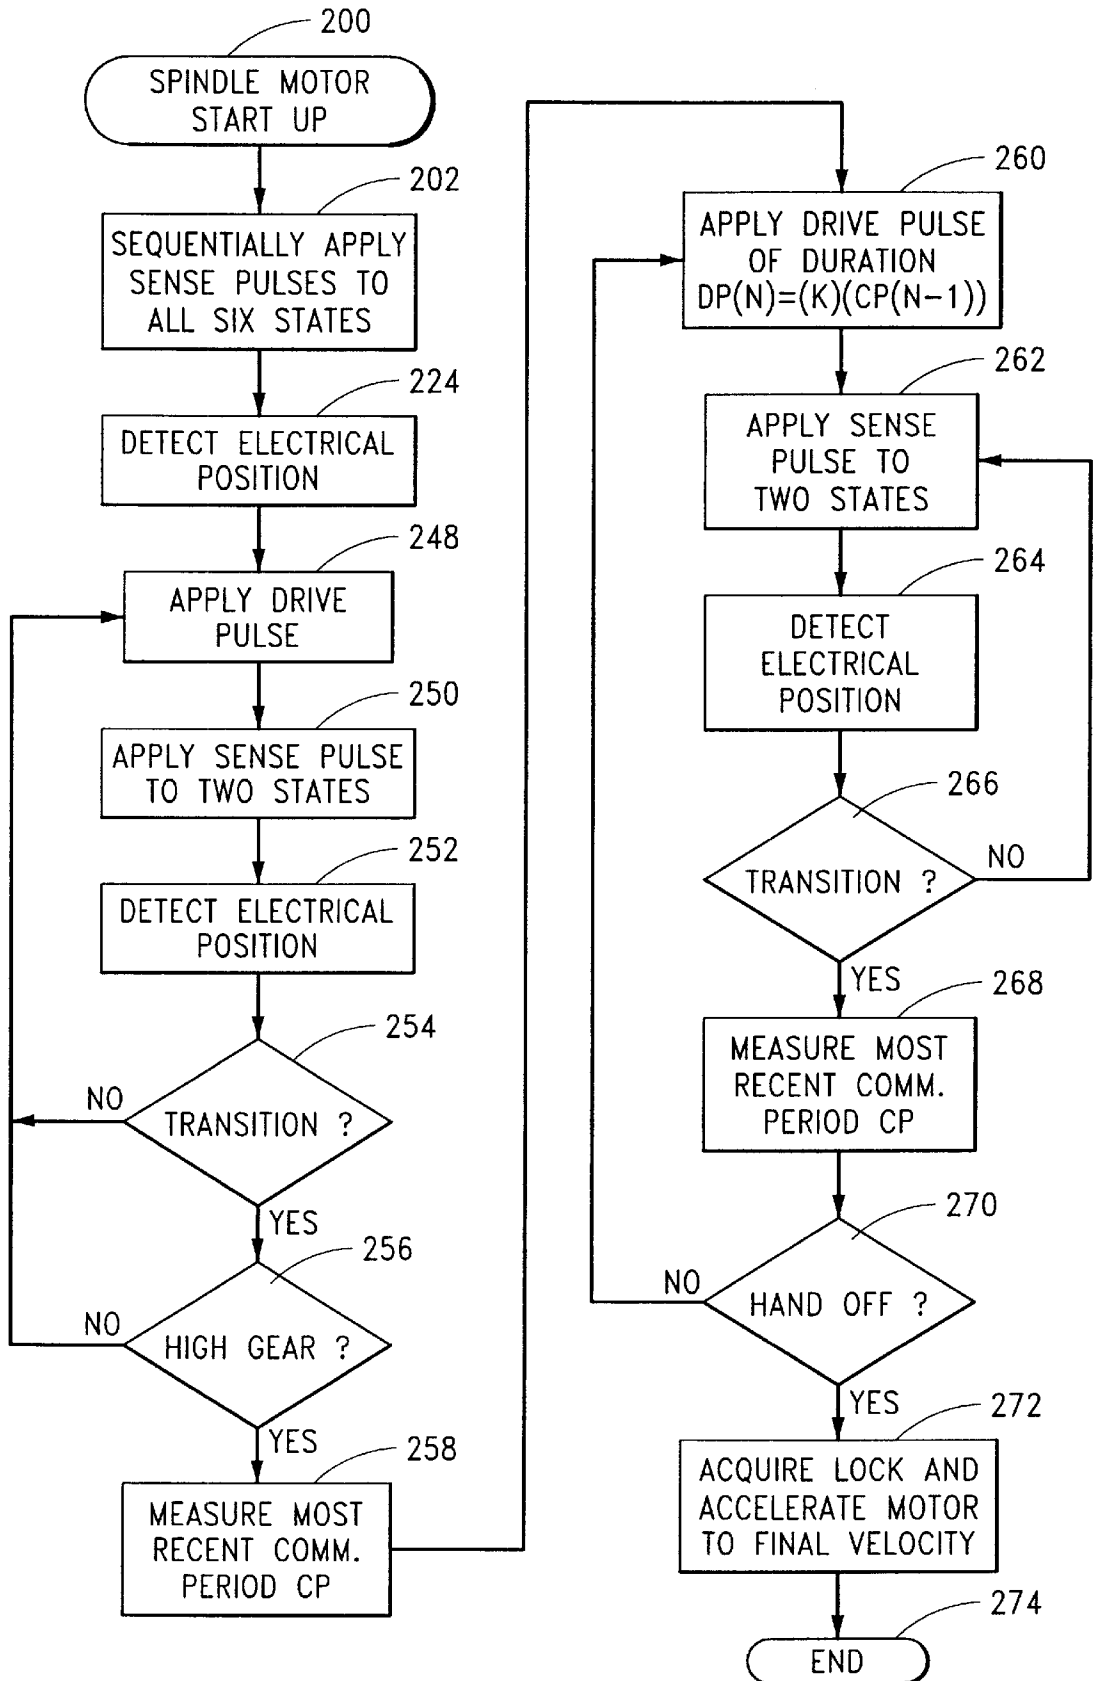 200
SPINDLE MOTOR
START UP
202
SEQUENTIALLY APPLY
SENSE PULSES TO
ALL SIX STATES
224
DETECT ELECTRICAL
POSITION
248
APPLY DRIVE
PULSE
250
APPLY SENSE PULSE
TO TWO STATES
252
DETECT ELECTRICAL
POSITION
254
NO
TRANSITION ?
YES
256
NO
HIGH GEAR ?
YES
258
MEASURE MOST
RECENT COMM.
PERIOD CP
260
APPLY DRIVE PULSE
OF DURATION
DP(N)=(K)(CP(N-1))
262
APPLY SENSE
PULSE TO
TWO STATES
264
DETECT
ELECTRICAL
POSITION
266
NO
TRANSITION ?
YES
268
MEASURE MOST
RECENT COMM.
PERIOD CP
270
NO
HAND OFF ?
YES
272
ACQUIRE LOCK AND
ACCELERATE MOTOR
TO FINAL VELOCITY
274
END